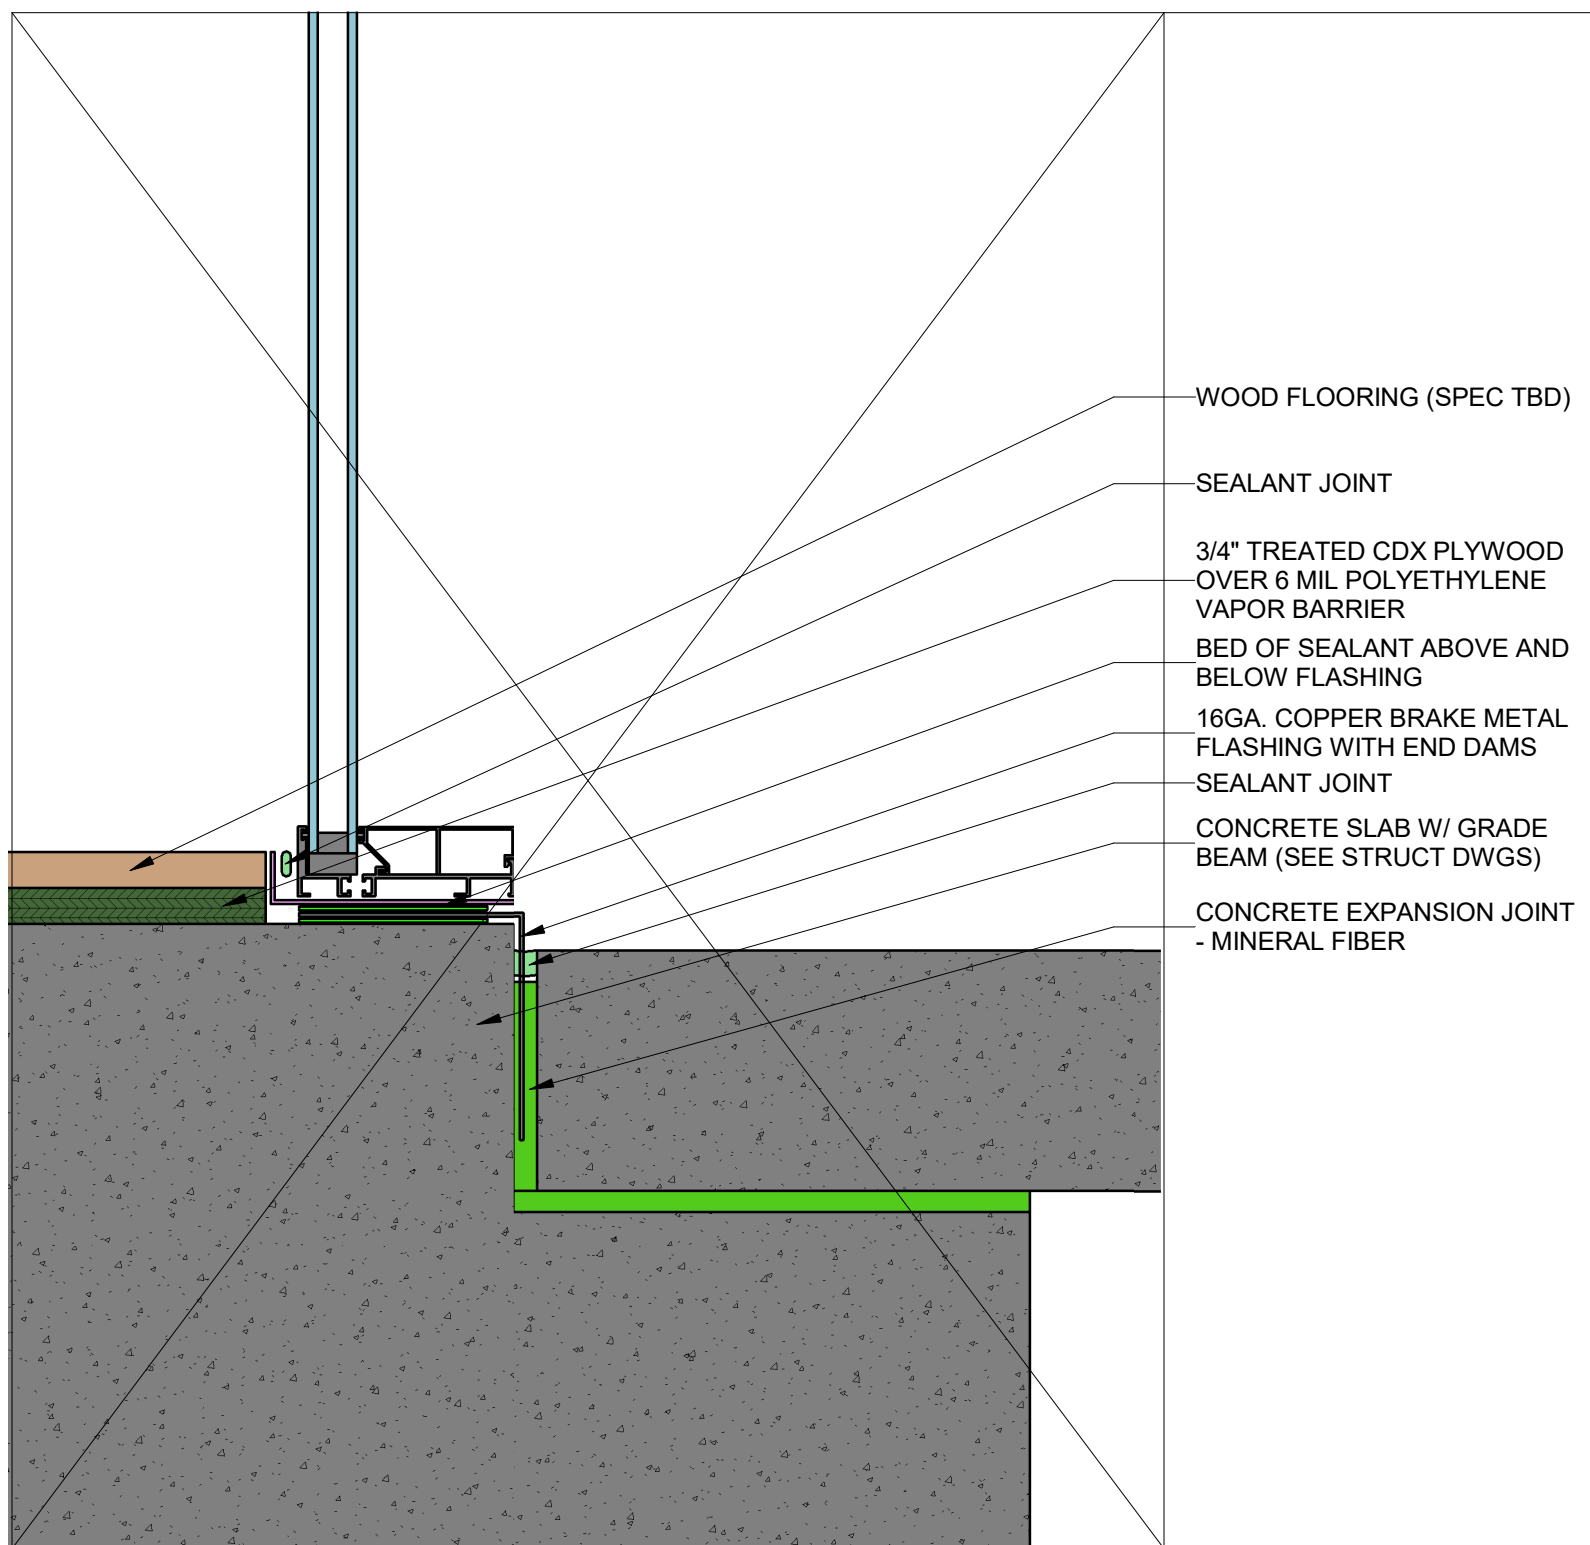 WOOD FLOORING (SPEC TBD)
SEALANT JOINT
3/4" TREATED CDX PLYWOOD
OVER 6 MIL POLYETHYLENE
VAPOR BARRIER
BED OF SEALANT ABOVE AND
BELOW FLASHING
16GA. COPPER BRAKE METAL
FLASHING WITH END DAMS
SEALANT JOINT
CONCRETE SLAB W/ GRADE
BEAM (SEE STRUCT DWGS)
CONCRETE EXPANSION JOINT
- MINERAL FIBER